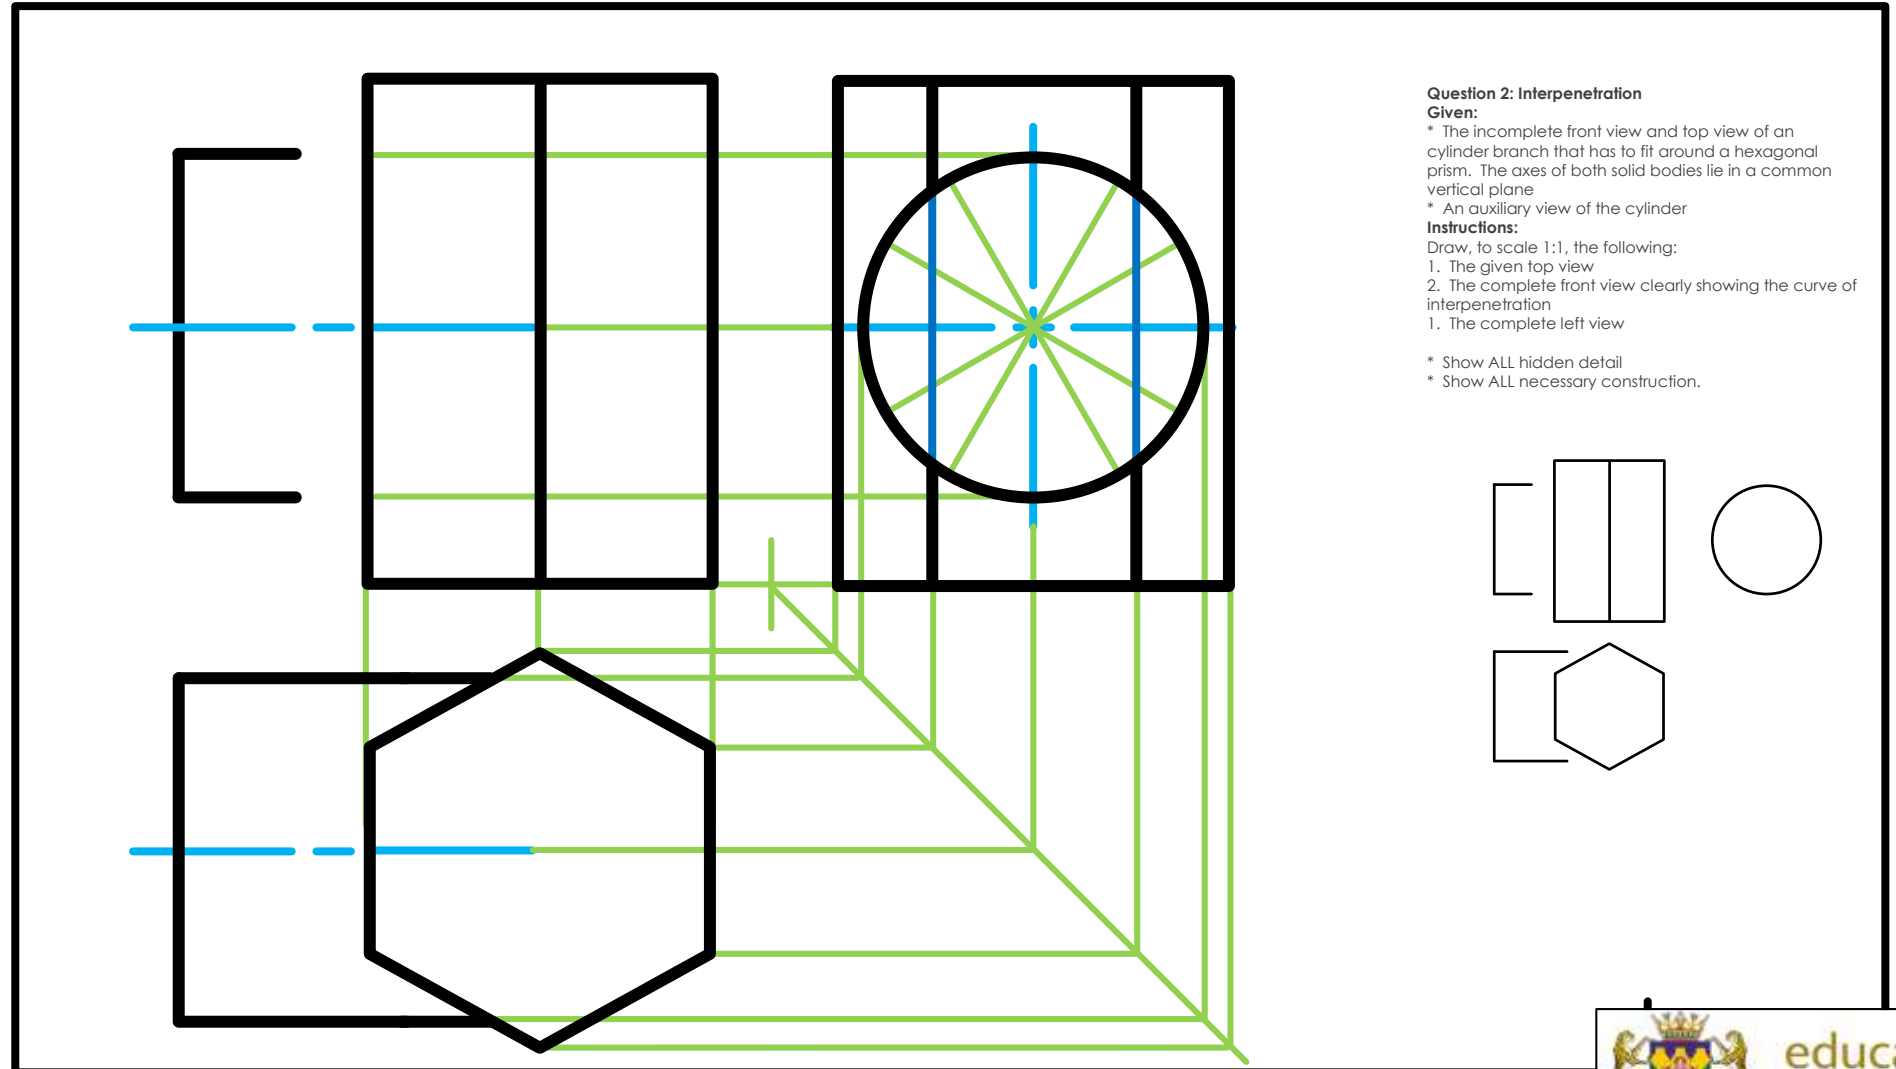 Question 2: Interpenetration
Given:
* The incomplete front view and top view of an
cylinder branch that has to fit around a hexagonal
prism. The axes of both solid bodies lie in a common
vertical plane
* An auxiliary view of the cylinder
Instructions:
Draw, to scale 1:1, the following:
1. The given top view
2. The complete front view clearly showing the curve of
interpenetration
1. The complete left view
* Show ALL hidden detail
* Show ALL necessary construction.
educa